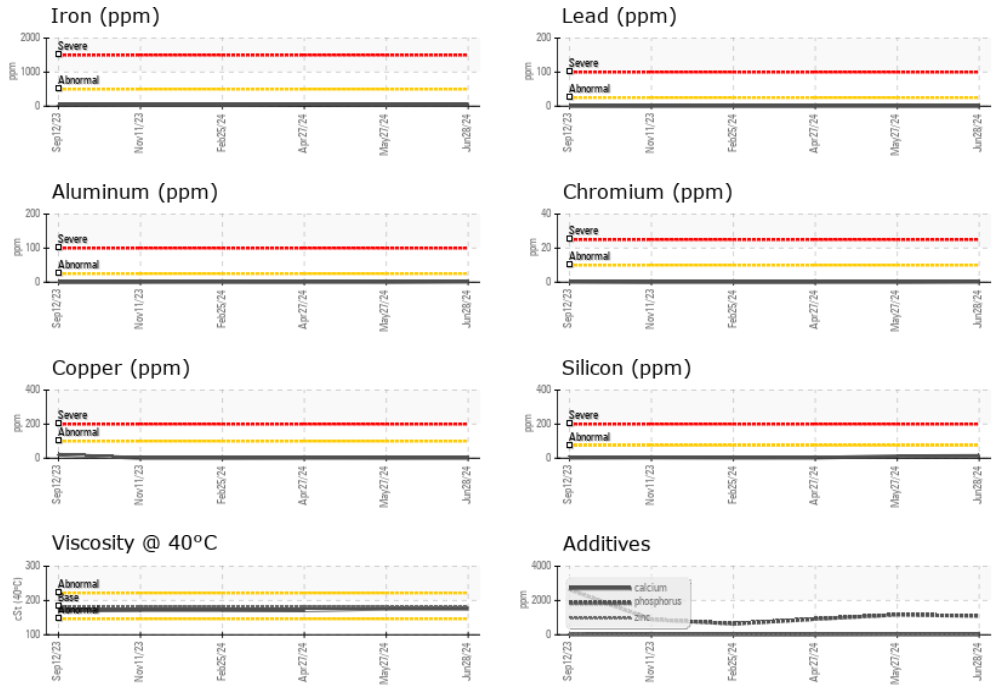 Iron (ppm)
2000
1000
0
ppm
Severe
Abnormal
Sep12/23
Nov11/23
Feb25/24
Apr27/24
May27/24
Jun28/24
Lead (ppm)
200
100
0
ppm
Severe
Abnormal
Sep12/23
Nov11/23
Feb25/24
Apr27/24
May27/24
Jun28/24
Aluminum (ppm)
200
100
0
ppm
Severe
Abnormal
Sep12/23
Nov11/23
Feb25/24
Apr27/24
May27/24
Jun28/24
Chromium (ppm)
40
20
0
ppm
Severe
Abnormal
Sep12/23
Nov11/23
Feb25/24
Apr27/24
May27/24
Jun28/24
Copper (ppm)
400
200
0
ppm
Severe
Abnormal
Sep12/23
Nov11/23
Feb25/24
Apr27/24
May27/24
Jun28/24
Silicon (ppm)
400
200
0
ppm
Severe
Abnormal
Sep12/23
Nov11/23
Feb25/24
Apr27/24
May27/24
Jun28/24
Viscosity @ 40°C
300
200
100
cSt (40°C)
Abnormal
Base
Abnormal
Sep12/23
Nov11/23
Feb25/24
Apr27/24
May27/24
Jun28/24
Additives
4000
2000
0
ppm
calcium
phosphorus
zinc
Sep12/23
Nov11/23
Feb25/24
Apr27/24
May27/24
Jun28/24